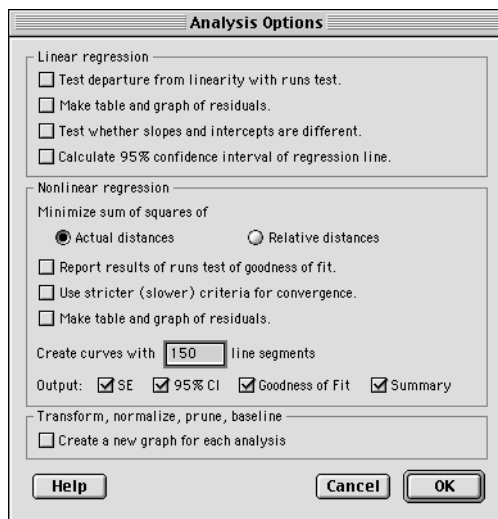 Analysis Options
Linear regression
Test departure from linearity with runs test.
Make table and graph of residuals.
Test whether slopes and intercepts are different.
Calculate 95% confidence interval of regression line.
Nonlinear regression
Minimize sum of squares of
Actual distances Relative distances
Report results of runs test of goodness of fit.
Use stricter (slower) criteria for convergence.
Make table and graph of residuals.
Create curves with 150 line segments
Output: SE 95% CI Goodness of Fit Summary
Transform, normalize, prune, baseline
Create a new graph for each analysis
Help Cancel OK